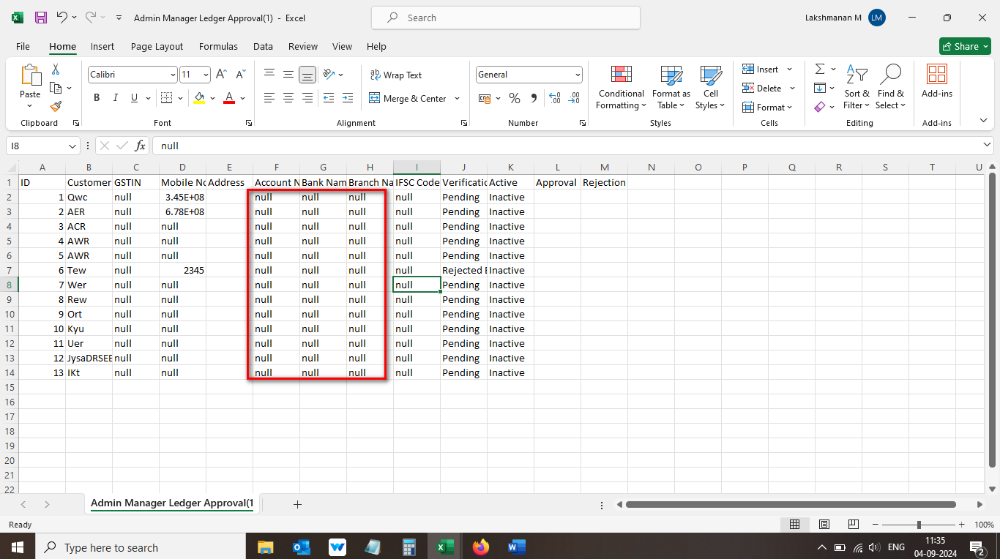 Admin Manager Ledger Approval(1) - Excel
Search
Lakshmanan M
LM
File Home Insert Page Layout Formulas Data Review View Help
Share
Paste
Clipboard
Calibri 11
B I U
Font
ab Wrap Text
Merge & Center
Alignment
General
% 9
Number
Conditional Formatting
Format as Table
Cell Styles
Styles
Insert
Delete
Format
Cells
Sort & Filter
Find & Select
Editing
Add-ins
Add-ins
I8 fx null
A B C D E F G H I J K L M N O P Q R S T U
1 ID Customer GSTIN Mobile No Address Account N Bank Nam Branch Na IFSC Code Verificatio Active Approval Rejection
2 1 Qwc null 3.45E+08 null null null null Pending Inactive
3 2 AER null 6.78E+08 null null null null Pending Inactive
4 3 ACR null null null null null null Pending Inactive
5 4 AWR null null null null null null Pending Inactive
6 5 AWR null null null null null null Pending Inactive
7 6 Tew null 2345 null null null null Rejected B Inactive
8 7 Wer null null null null null null Pending Inactive
9 8 Rew null null null null null null Pending Inactive
10 9 Ort null null null null null null Pending Inactive
11 10 Kyu null null null null null null Pending Inactive
12 11 Uer null null null null null null Pending Inactive
13 12 JysaDRSEE null null null null null null Pending Inactive
14 13 IKt null null null null null null Pending Inactive
15
16
17
18
19
20
21
22
Admin Manager Ledger Approval(1
Ready
100%
Type here to search
ENG
11:35
04-09-2024
2